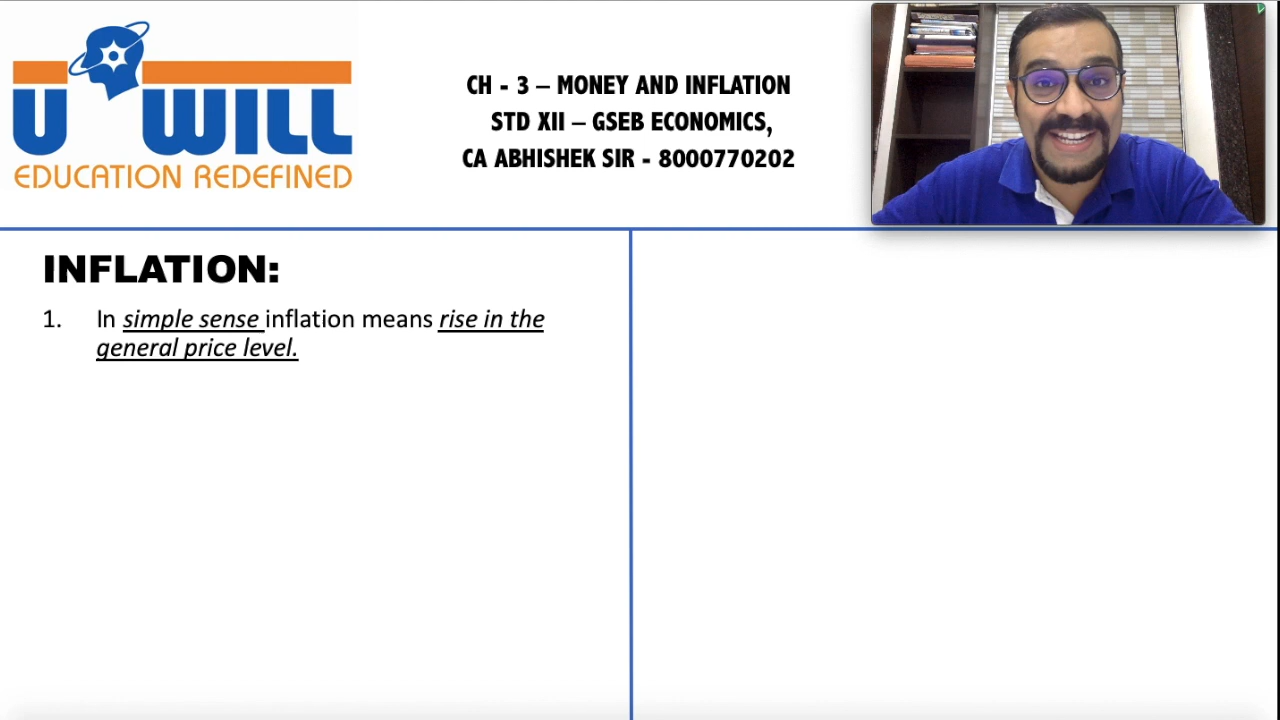 U WILL
EDUCATION REDEFINED
CH - 3 – MONEY AND INFLATION
STD XII – GSEB ECONOMICS,
CA ABHISHEK SIR - 8000770202
INFLATION:
1. In simple sense inflation means rise in the
general price level.